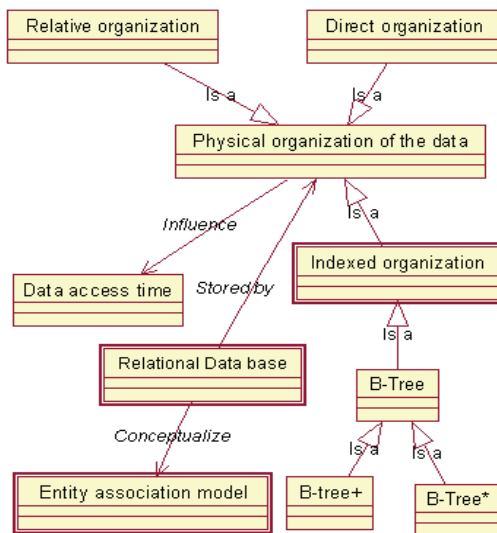 Relative organization
Direct organization
Is a
Is a
Physical organization of the data
Influence
Is a
Data access time
Stored by
Indexed organization
Is a
Relational Data base
B-Tree
Conceptualize
Is a
Is a
Entity association model
B-tree+
B-Tree*